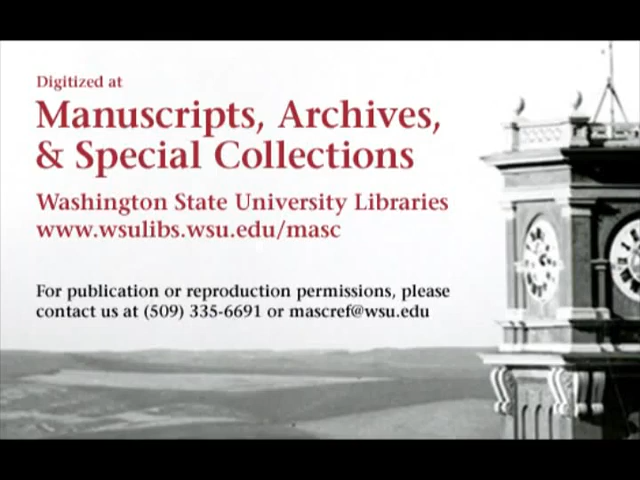 Digitized at
Manuscripts, Archives,
& Special Collections
Washington State University Libraries
www.wsulibs.wsu.edu/masc
For publication or reproduction permissions, please
contact us at (509) 335-6691 or mascref@wsu.edu